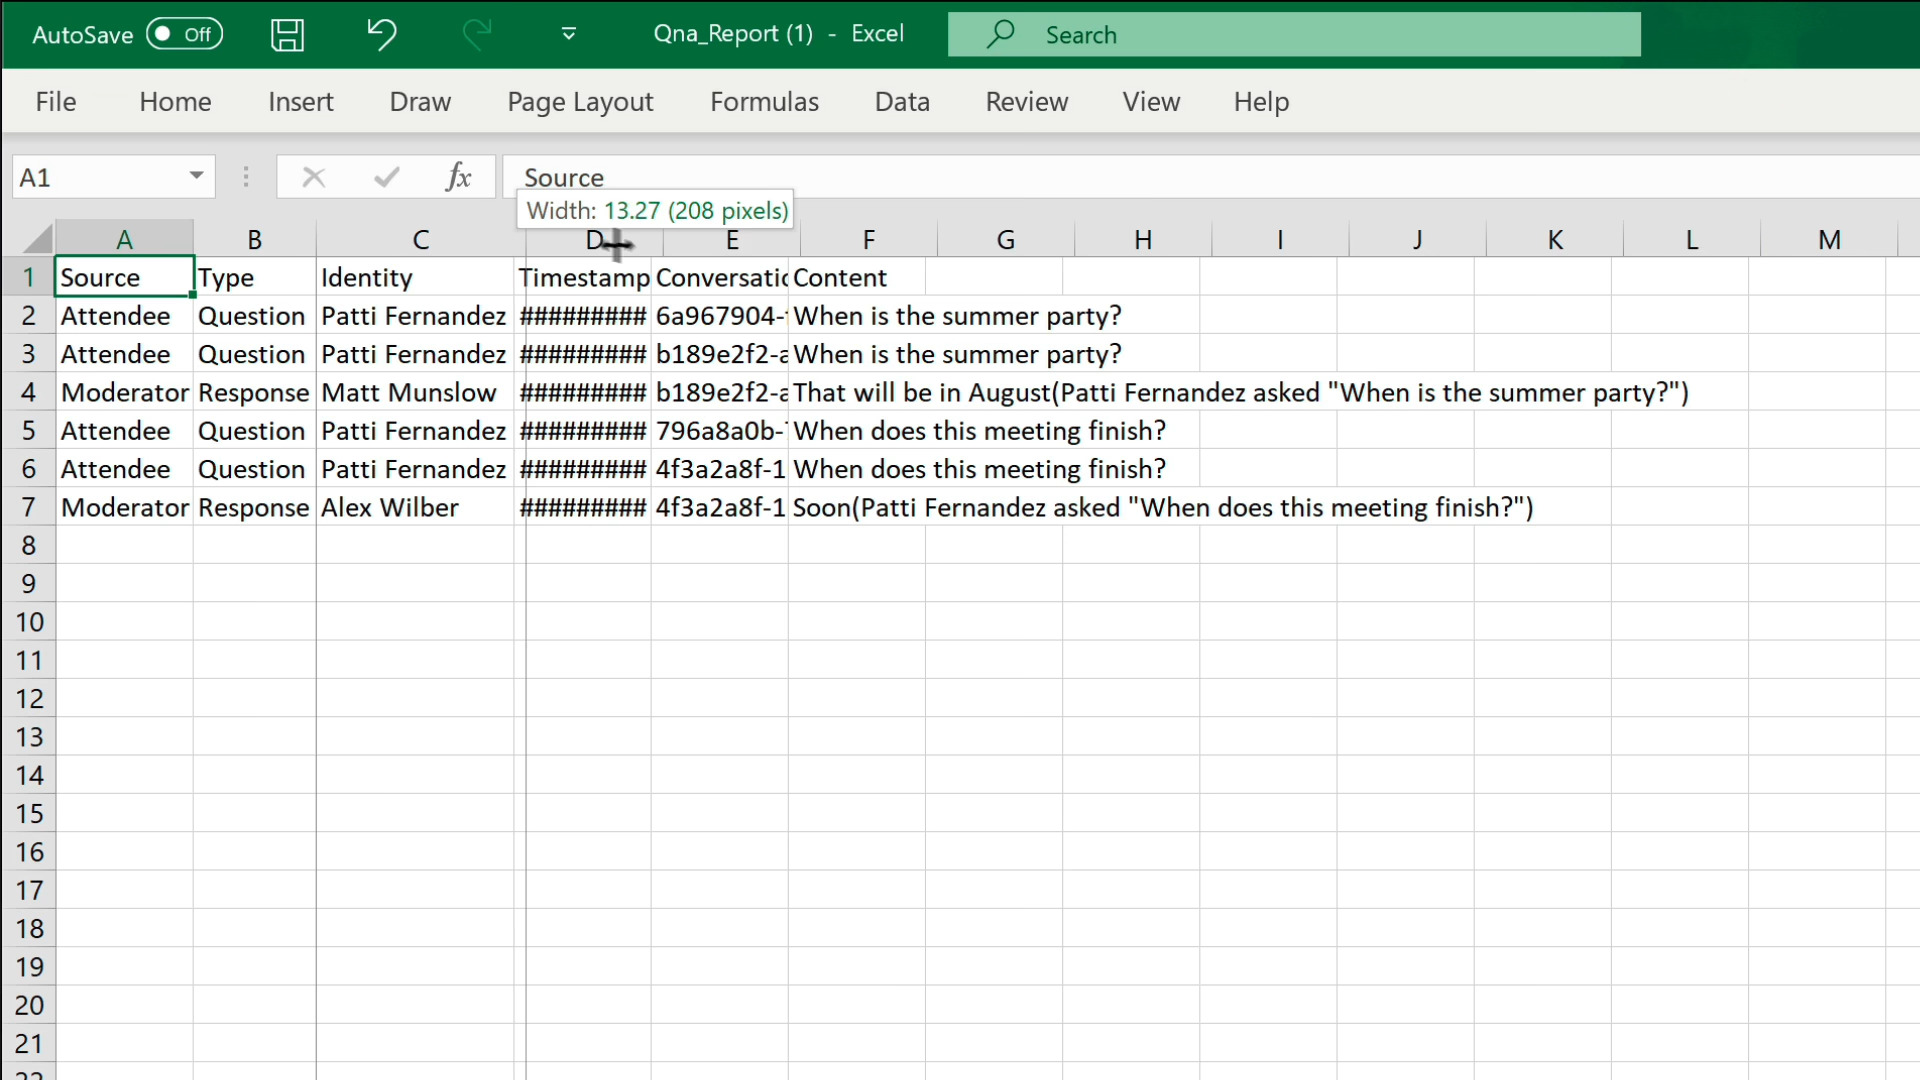 AutoSave Off Qna_Report (1) - Excel Search
File Home Insert Draw Page Layout Formulas Data Review View Help
A1 fx Source
Width: 13.27 (208 pixels)
A B C D E F G H I J K L M
1 Source Type Identity Timestamp Conversatic Content
2 Attendee Question Patti Fernandez ######### 6a967904- When is the summer party?
3 Attendee Question Patti Fernandez ######### b189e2f2-a When is the summer party?
4 Moderator Response Matt Munslow ######### b189e2f2-a That will be in August(Patti Fernandez asked "When is the summer party?")
5 Attendee Question Patti Fernandez ######### 796a8a0b- When does this meeting finish?
6 Attendee Question Patti Fernandez ######### 4f3a2a8f-1 When does this meeting finish?
7 Moderator Response Alex Wilber ######### 4f3a2a8f-1 Soon(Patti Fernandez asked "When does this meeting finish?")
8
9
10
11
12
13
14
15
16
17
18
19
20
21